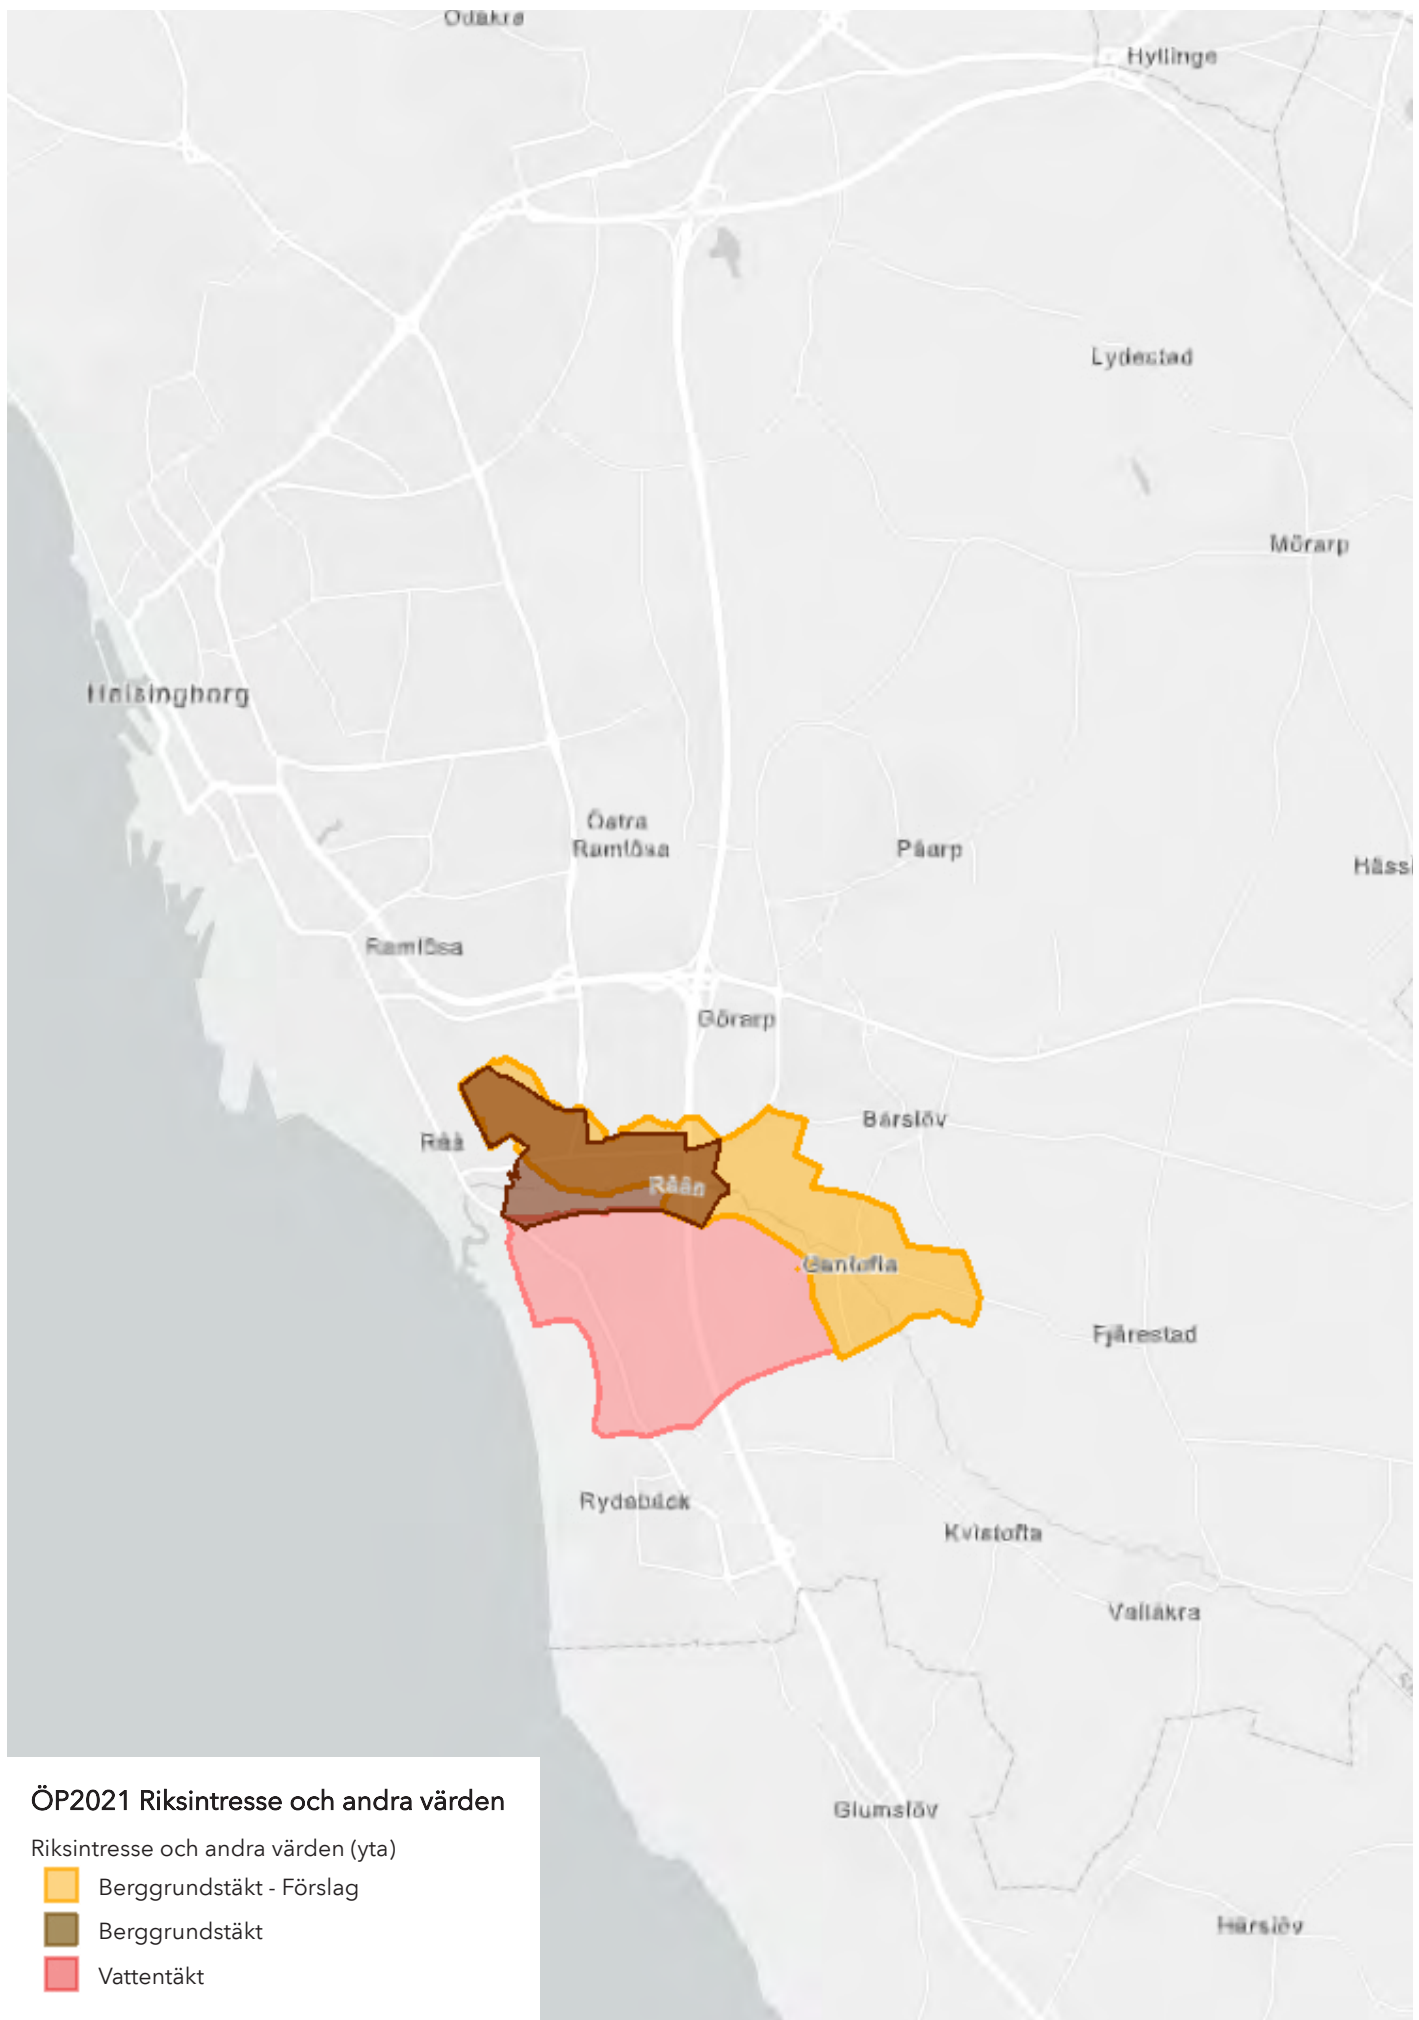 Ödåkra
Hyllinge
Lydestad
Mörarp
Helsingborg
Östra
Ramlösa
Påarp
Ramlösa
Görarp
Bårslöv
Råå
Råån
Gantofta
Fjärestad
Rydebäck
Kvistofta
Vallåkra
Glumslöv
Härslöv
ÖP2021 Riksintresse och andra värden
Riksintresse och andra värden (yta)
Berggrundstäkt - Förslag
Berggrundstäkt
Vattentäkt